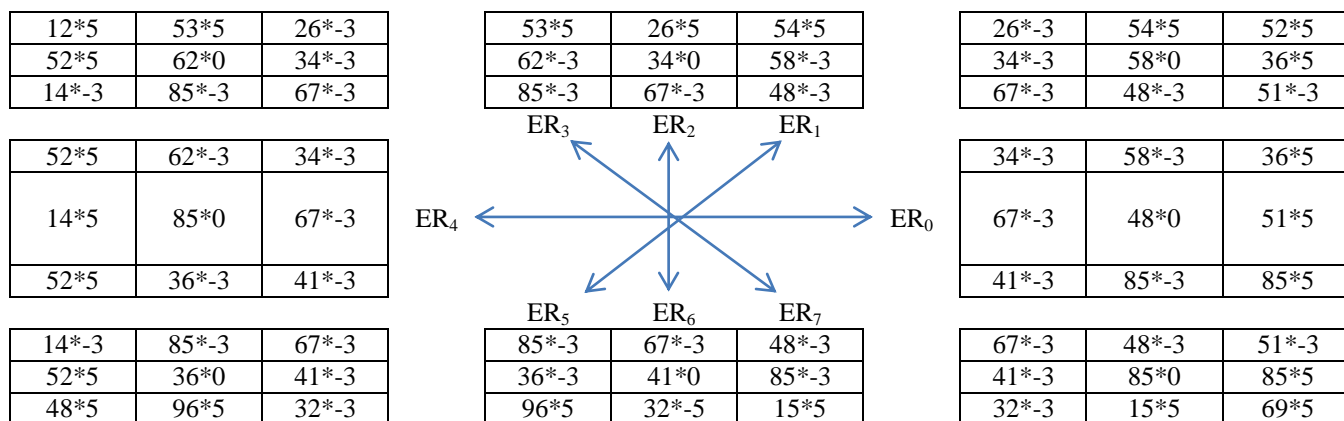 12*5 53*5 26*-3 53*5 26*5 54*5 26*-3 54*5 52*5
52*5 62*0 34*-3 62*-3 34*0 58*-3 34*-3 58*0 36*5
14*-3 85*-3 67*-3 85*-3 67*-3 48*-3 67*-3 48*-3 51*-3
ER3 ER2 ER1
52*5 62*-3 34*-3 34*-3 58*-3 36*5
14*5 85*0 67*-3 ER4 ER0 67*-3 48*0 51*5
52*5 36*-3 41*-3 41*-3 85*-3 85*5
ER5 ER6 ER7
14*-3 85*-3 67*-3 85*-3 67*-3 48*-3 67*-3 48*-3 51*-3
52*5 36*0 41*-3 36*-3 41*0 85*-3 41*-3 85*0 85*5
48*5 96*5 32*-3 96*5 32*-5 15*5 32*-3 15*5 69*5